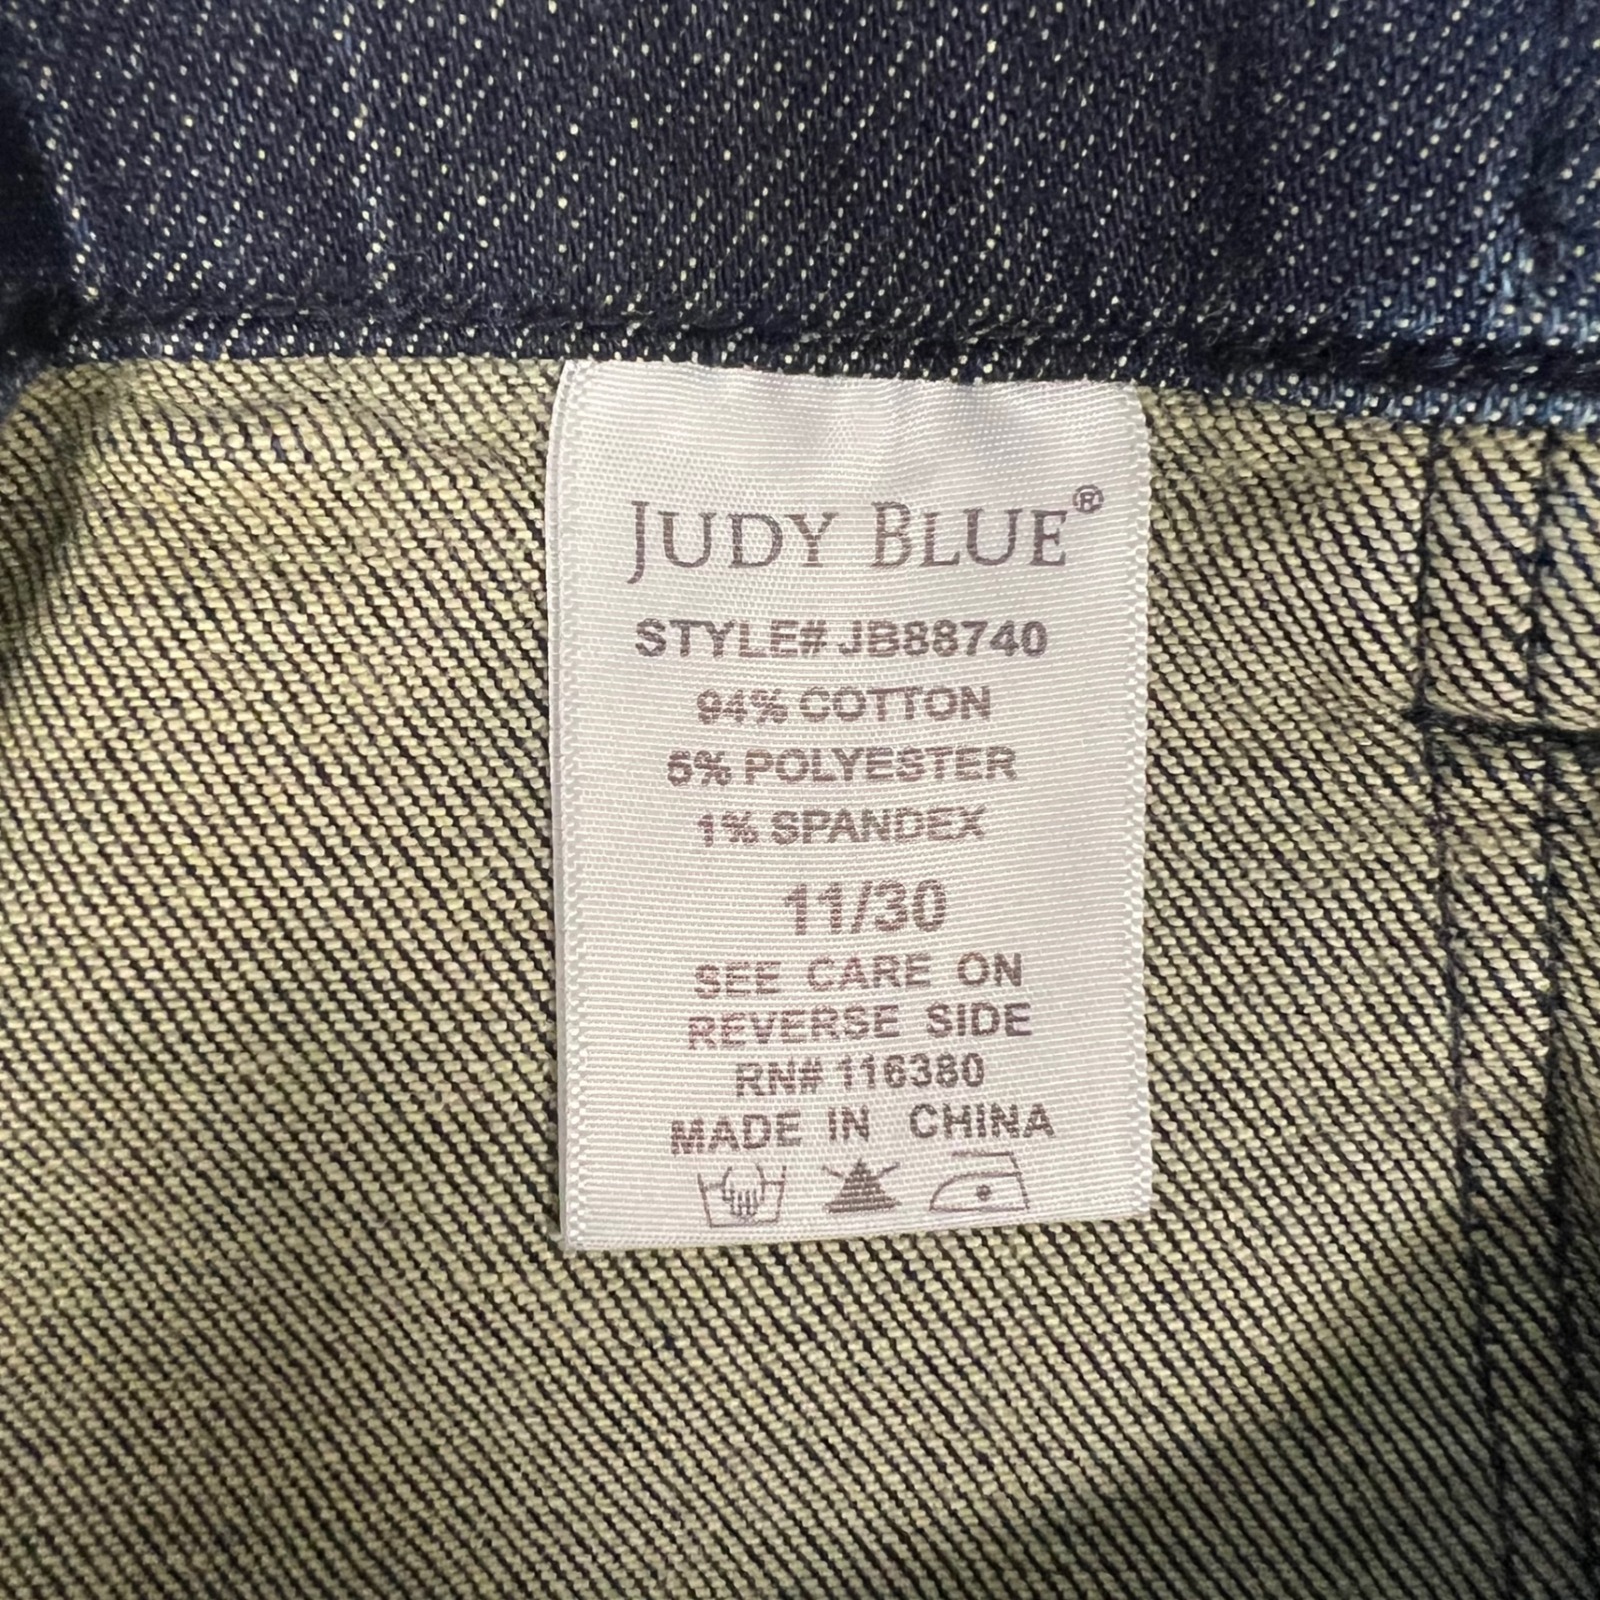 JUDY BLUE®
STYLE# JB88740
94% COTTON
5% POLYESTER
1% SPANDEX
11/30
SEE CARE ON
REVERSE SIDE
RN# 116380
MADE IN CHINA